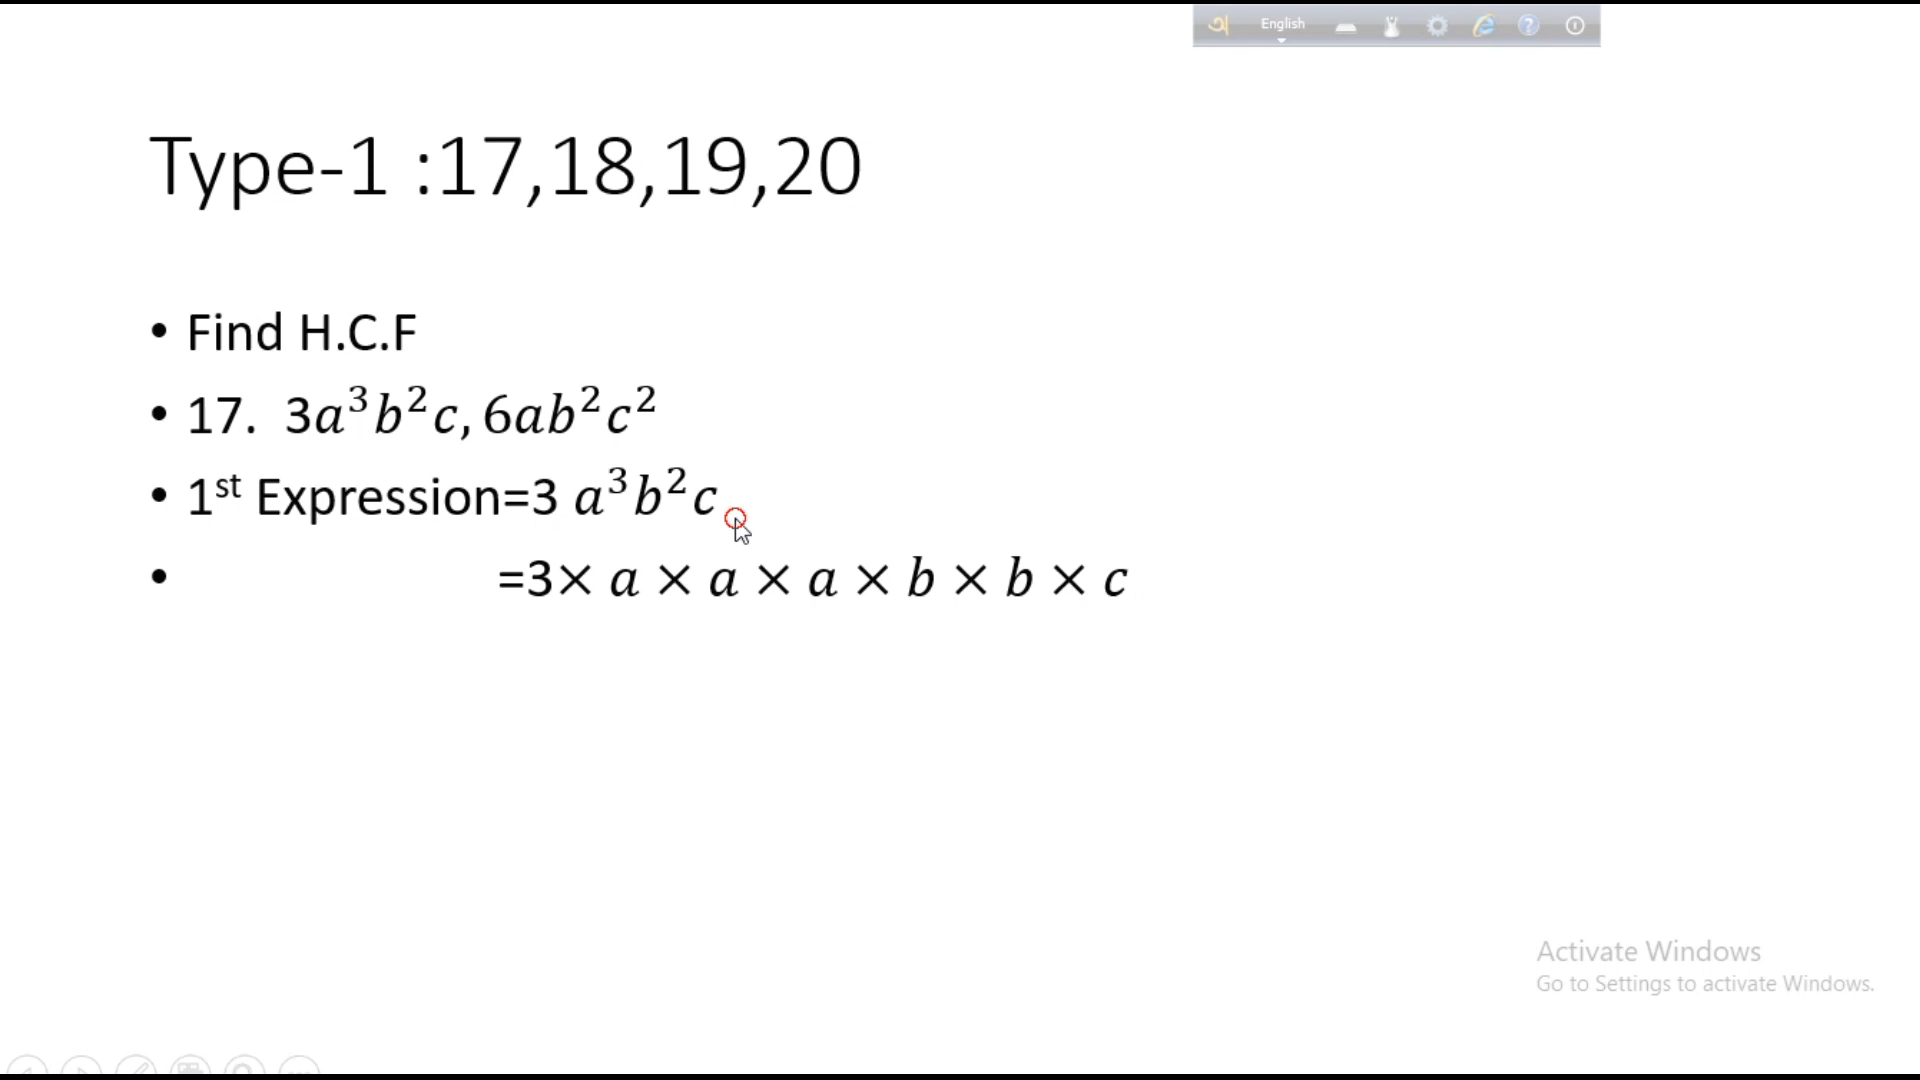 English
Type-1 :17,18,19,20
• Find H.C.F
• 17. 3a³b²c, 6ab²c²
• 1st Expression=3 a³b²c
• =3× a × a × a × b × b × c
Activate Windows
Go to Settings to activate Windows.